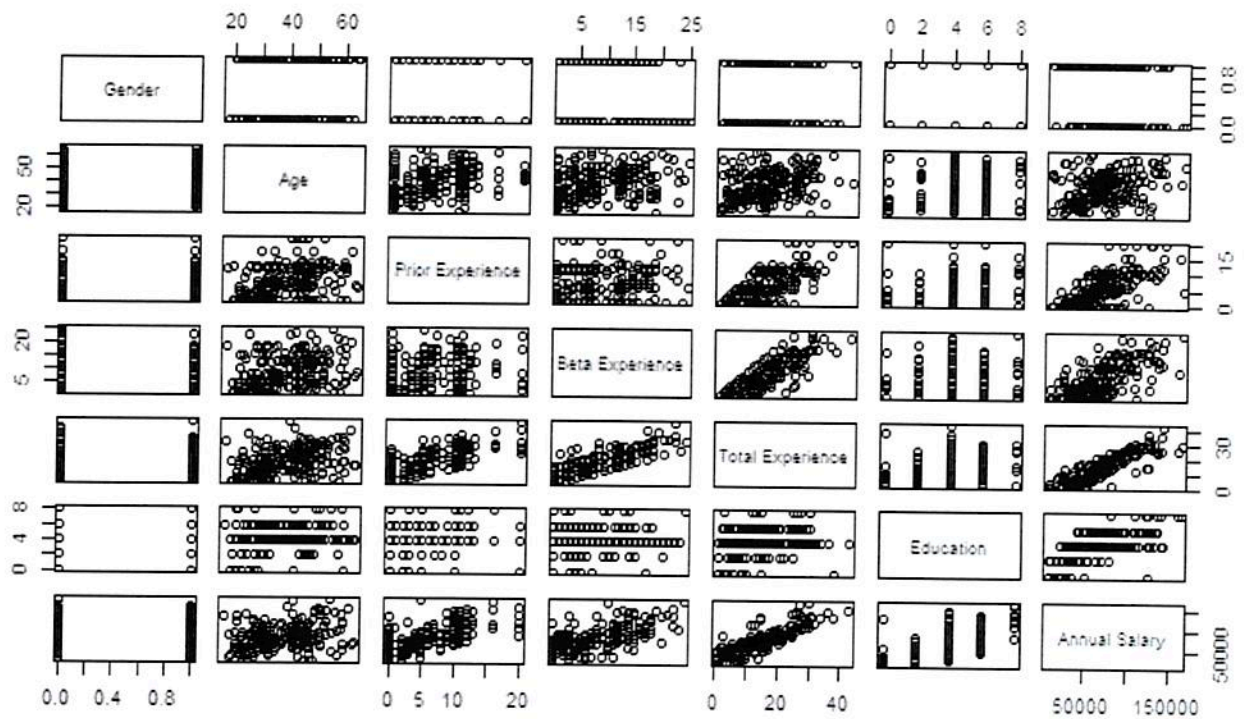 20 40 60
5 15 25
0 2 4 6 8
Gender
0.0 0.8
20 50
Age
Prior Experience
0 15
5 20
Beta Experience
Total Experience
0 30
0 4 8
Education
Annual Salary
50000
0.0 0.4 0.8
0 5 10 20
0 20 40
50000 150000